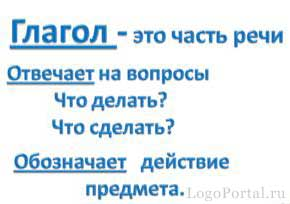 Глагол - это часть речи
Отвечает на вопросы
Что делать?
Что сделать?
Обозначает действие
предмета.
LogoPortal.ru